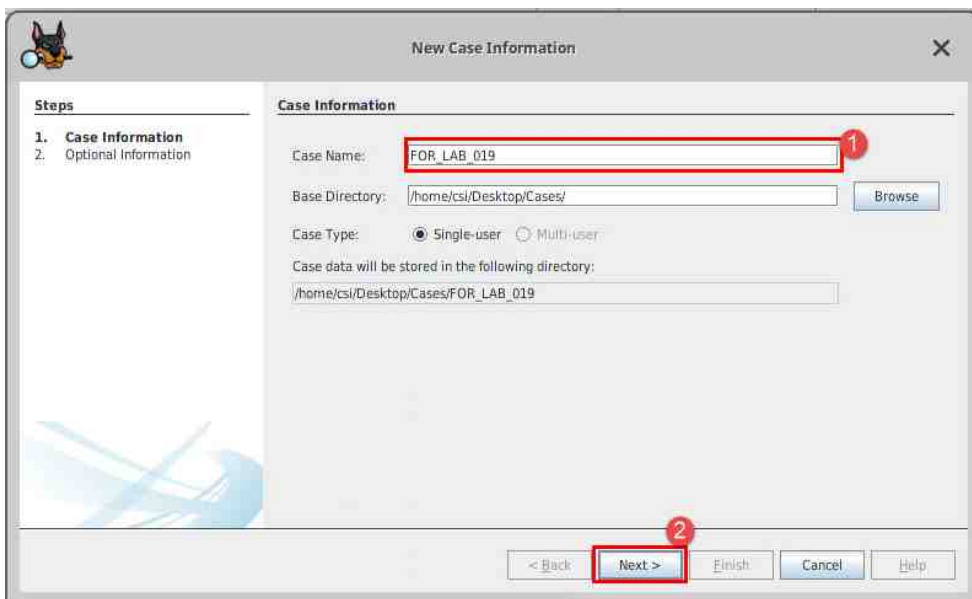 New Case Information
Steps
1. Case Information
2. Optional Information
Case Information
Case Name: FOR_LAB_019
1
Base Directory: /home/csi/Desktop/Cases/ Browse
Case Type: Single-user Multi-user
Case data will be stored in the following directory:
/home/csi/Desktop/Cases/FOR_LAB_019
2
< Back Next > Finish Cancel Help